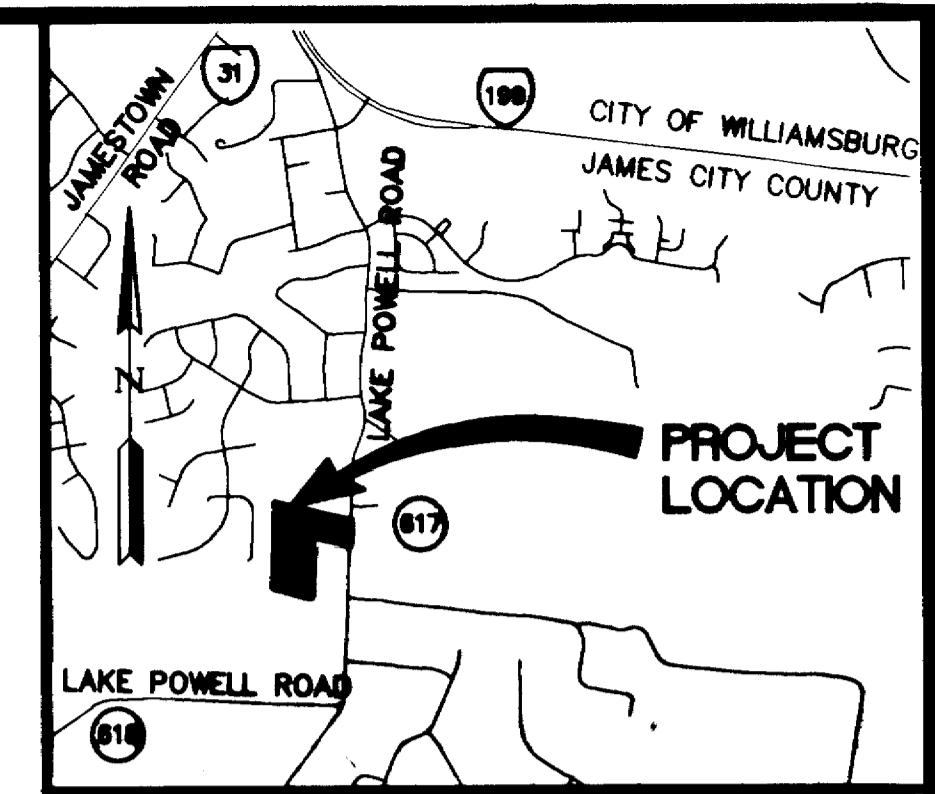 31
199
JAMESTOWN
ROAD
CITY OF WILLIAMSBURG
JAMES CITY COUNTY
LAKE POWELL ROAD
N
PROJECT
LOCATION
617
LAKE POWELL ROAD
618